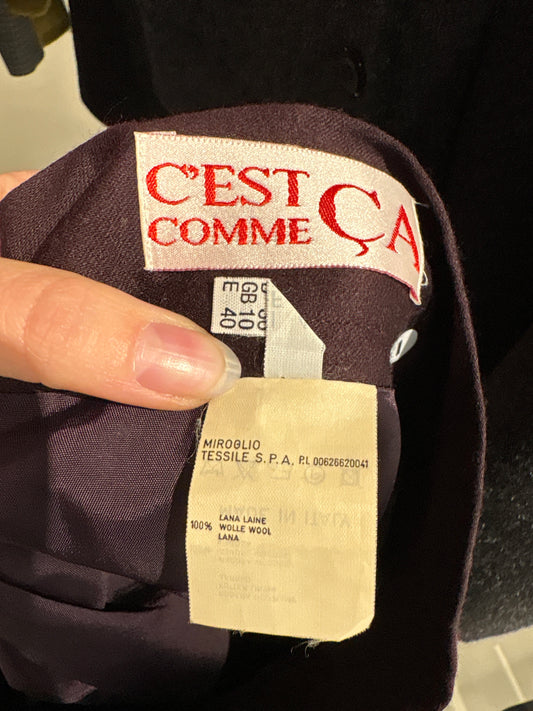 C'EST
COMME ÇA
GB 10
E 40
MIROGLIO
TESSILE S.P.A. P.I. 00626620041
LANA LAINE
100% WOLLE WOOL
LANA